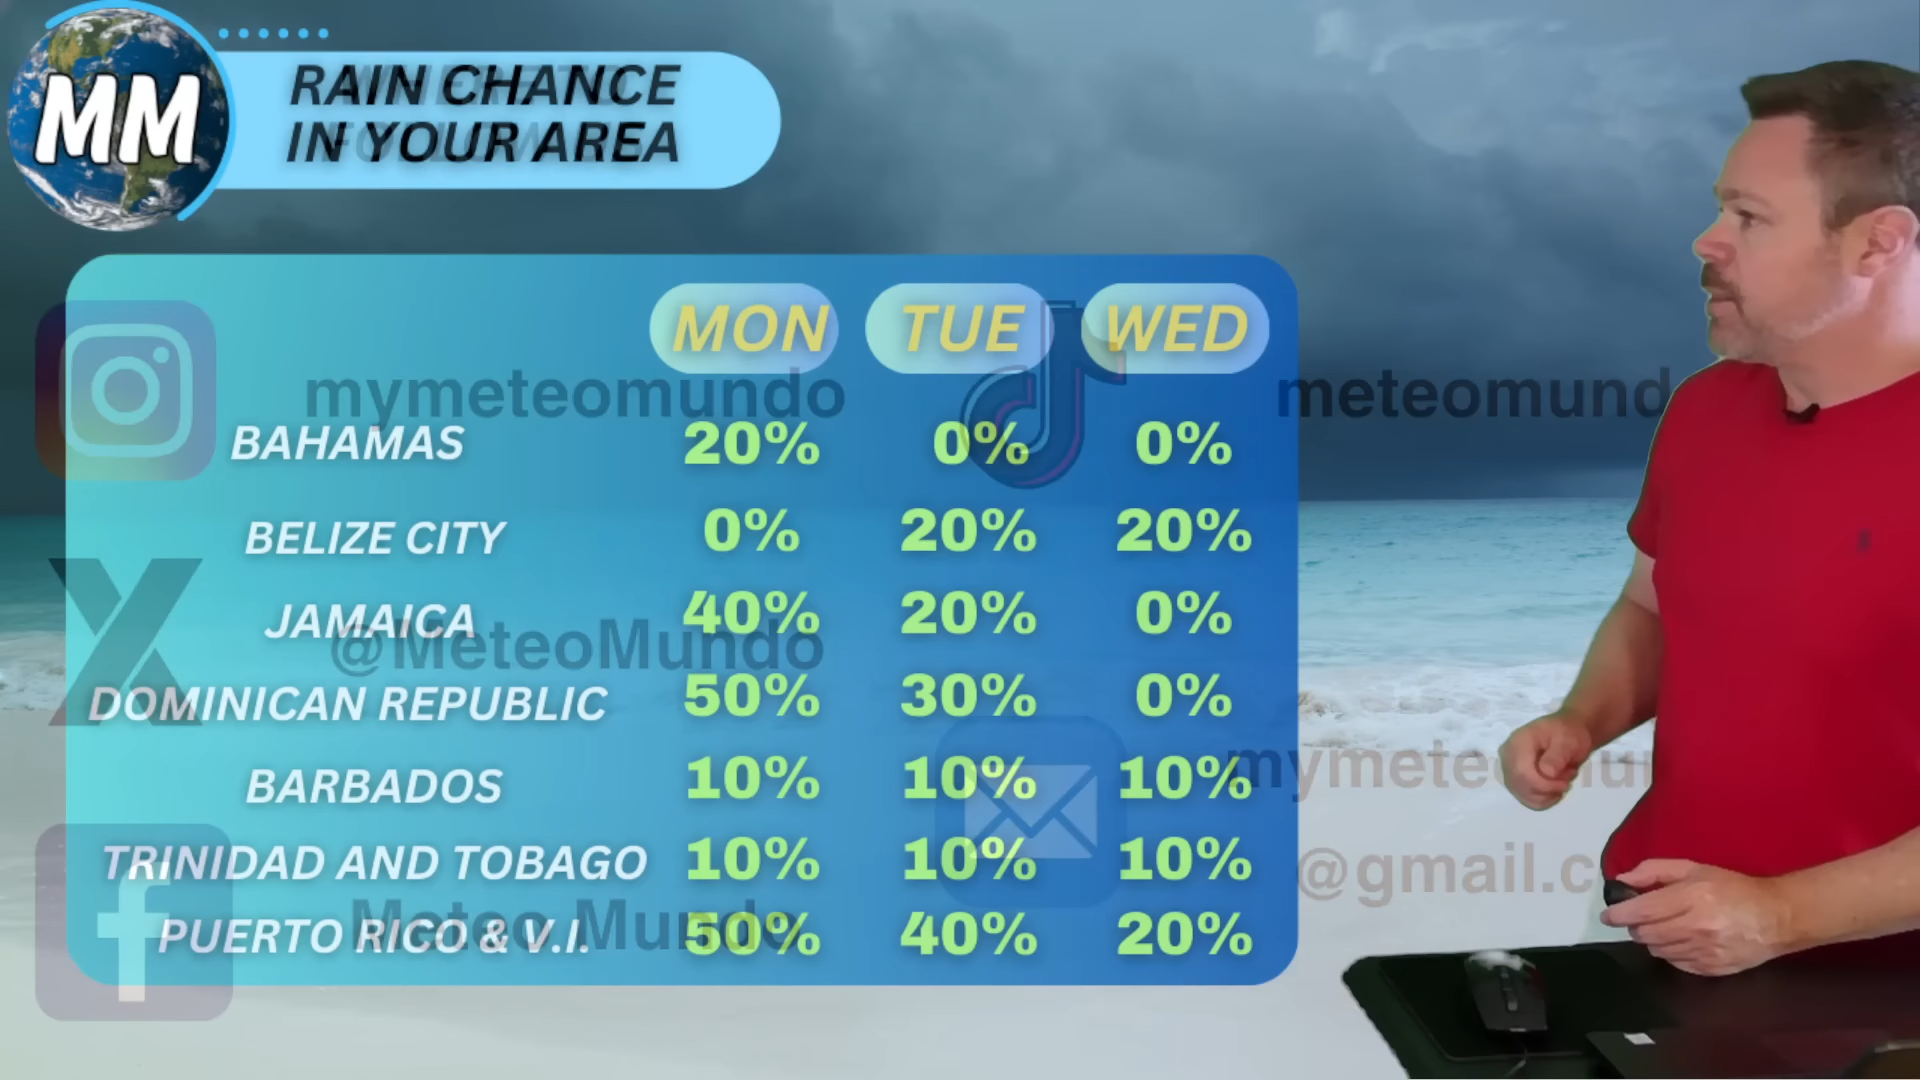 MM
RAIN CHANCE
IN YOUR AREA
MON TUE WED
mymeteomundo
meteomund
BAHAMAS 20% 0% 0%
BELIZE CITY 0% 20% 20%
JAMAICA 40% 20% 0%
@MeteoMundo
DOMINICAN REPUBLIC 50% 30% 0%
BARBADOS 10% 10% 10%
TRINIDAD AND TOBAGO 10% 10% 10%
@gmail.c
PUERTO RICO & V.I. 50% 40% 20%
Meteo Mundo